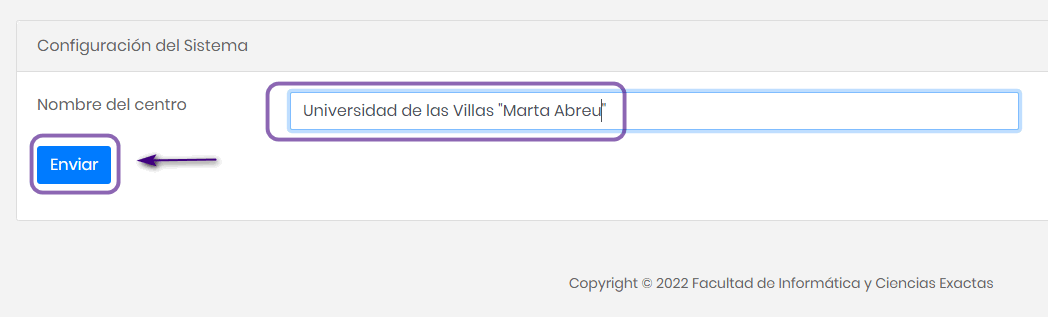 Configuración del Sistema
Nombre del centro
Universidad de las Villas "Marta Abreu"
Enviar
Copyright © 2022 Facultad de Informática y Ciencias Exactas